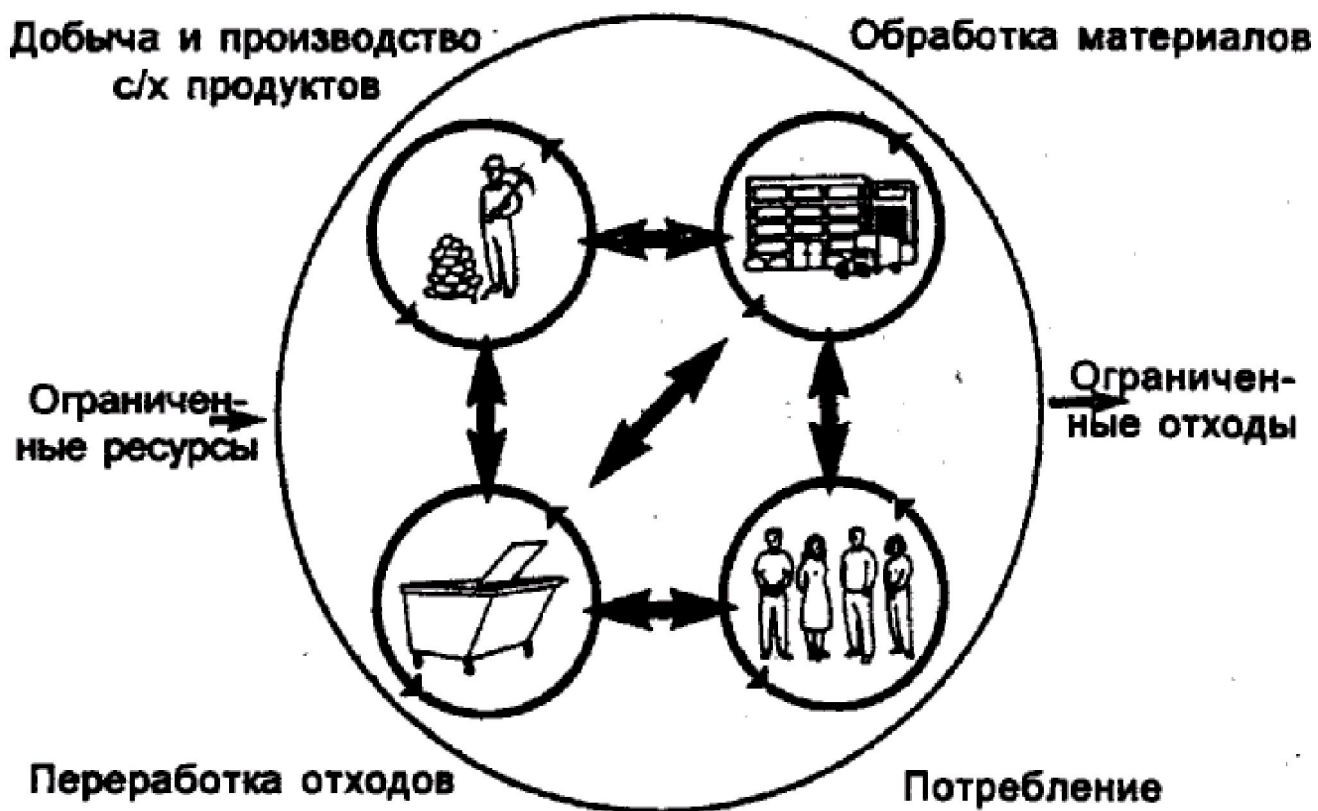 Добыча и производство
с/х продуктов
Обработка материалов
Ограничен-
ные ресурсы
Ограничен-
ные отходы
Переработка отходов
Потребление